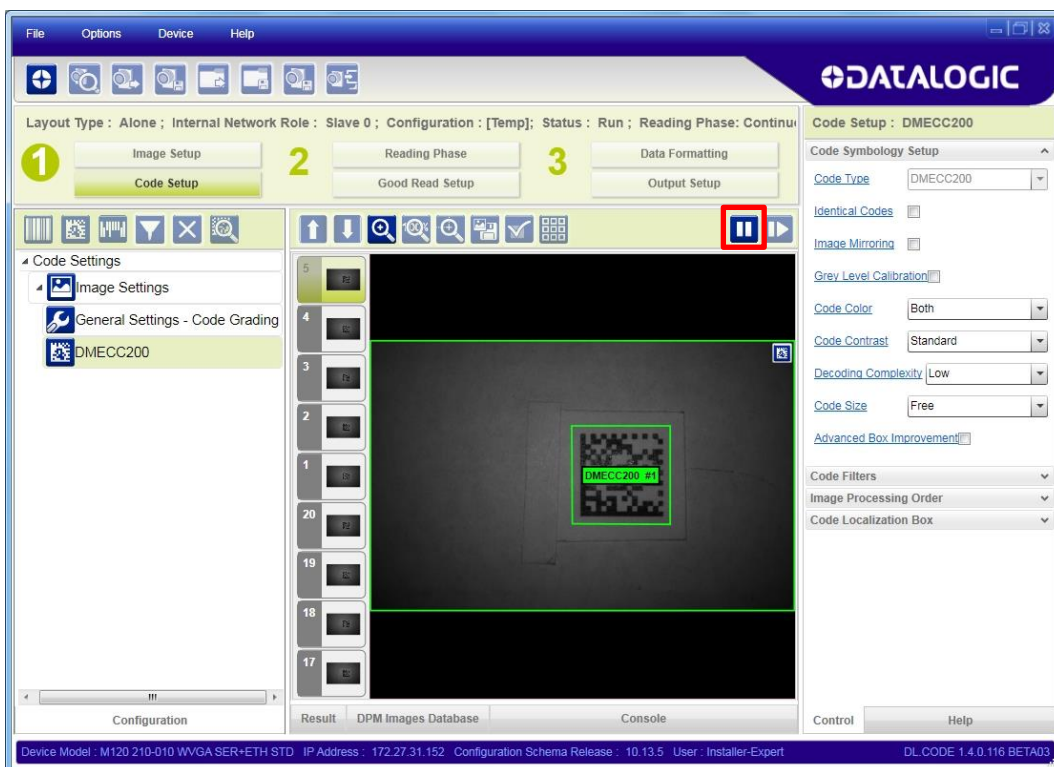 File Options Device Help
DATALOGIC
Layout Type : Alone ; Internal Network Role : Slave 0 ; Configuration : [Temp]; Status : Run ; Reading Phase: Continu
1 Image Setup 2 Reading Phase 3 Data Formatting
Code Setup Good Read Setup Output Setup
Code Settings
Image Settings
General Settings - Code Grading
DMECC200
5
4
3
2
1
20
19
18
17
DMECC200 #1
Code Setup : DMECC200
Code Symbology Setup
Code Type DMECC200
Identical Codes
Image Mirroring
Grey Level Calibration
Code Color Both
Code Contrast Standard
Decoding Complexity Low
Code Size Free
Advanced Box Improvement
Code Filters
Image Processing Order
Code Localization Box
Configuration
Result DPM Images Database Console
Control Help
Device Model : M120 210-010 WVGA SER+ETH STD IP Address : 172.27.31.152 Configuration Schema Release : 10.13.5 User : Installer-Expert DL.CODE 1.4.0.116 BETA03